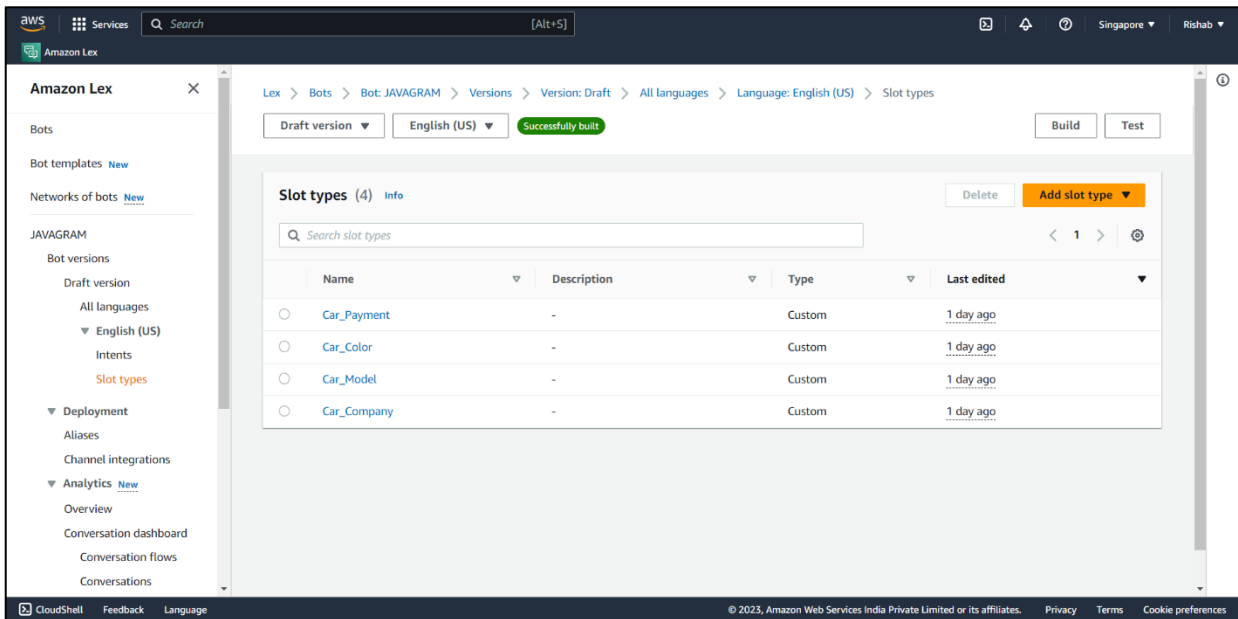 aws Services Search [Alt+S] Singapore Rishab
Amazon Lex
Amazon Lex
Bots
Bot templates New
Networks of bots New
JAVAGRAM
Bot versions
Draft version
All languages
English (US)
Intents
Slot types
Deployment
Aliases
Channel integrations
Analytics New
Overview
Conversation dashboard
Conversation flows
Conversations
Lex > Bots > Bot: JAVAGRAM > Versions > Version: Draft > All languages > Language: English (US) > Slot types
Draft version English (US) Successfully built Build Test
Slot types (4) Info Delete Add slot type
Search slot types < 1 >
Name Description Type Last edited
Car_Payment - Custom 1 day ago
Car_Color - Custom 1 day ago
Car_Model - Custom 1 day ago
Car_Company - Custom 1 day ago
CloudShell Feedback Language © 2023, Amazon Web Services India Private Limited or its affiliates. Privacy Terms Cookie preferences